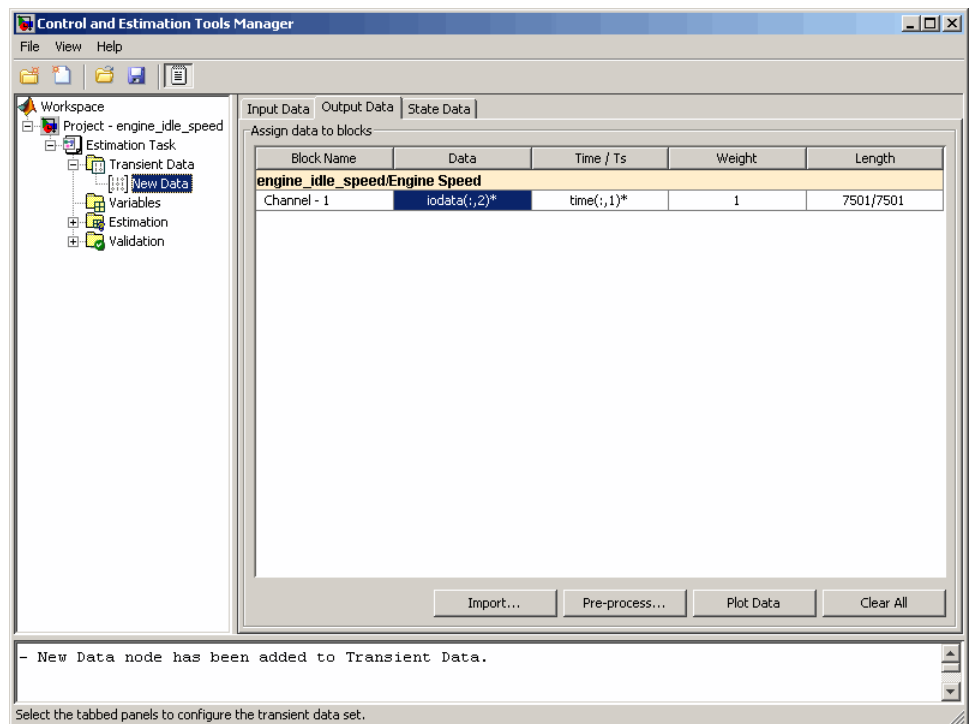 Control and Estimation Tools Manager
File View Help
Workspace
Project - engine_idle_speed
Estimation Task
Transient Data
New Data
Variables
Estimation
Validation
Input Data Output Data State Data
Assign data to blocks
Block Name Data Time / Ts Weight Length
engine_idle_speed/Engine Speed
Channel - 1 iodata(:,2)* time(:,1)* 1 7501/7501
Import... Pre-process... Plot Data Clear All
- New Data node has been added to Transient Data.
Select the tabbed panels to configure the transient data set.